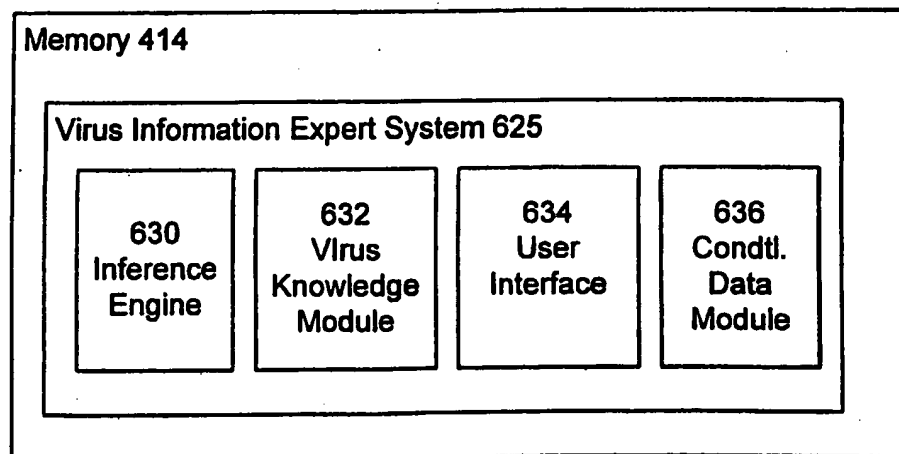 Memory 414
Virus Information Expert System 625
630
Inference
Engine
632
VIrus
Knowledge
Module
634
User
Interface
636
Condtl.
Data
Module